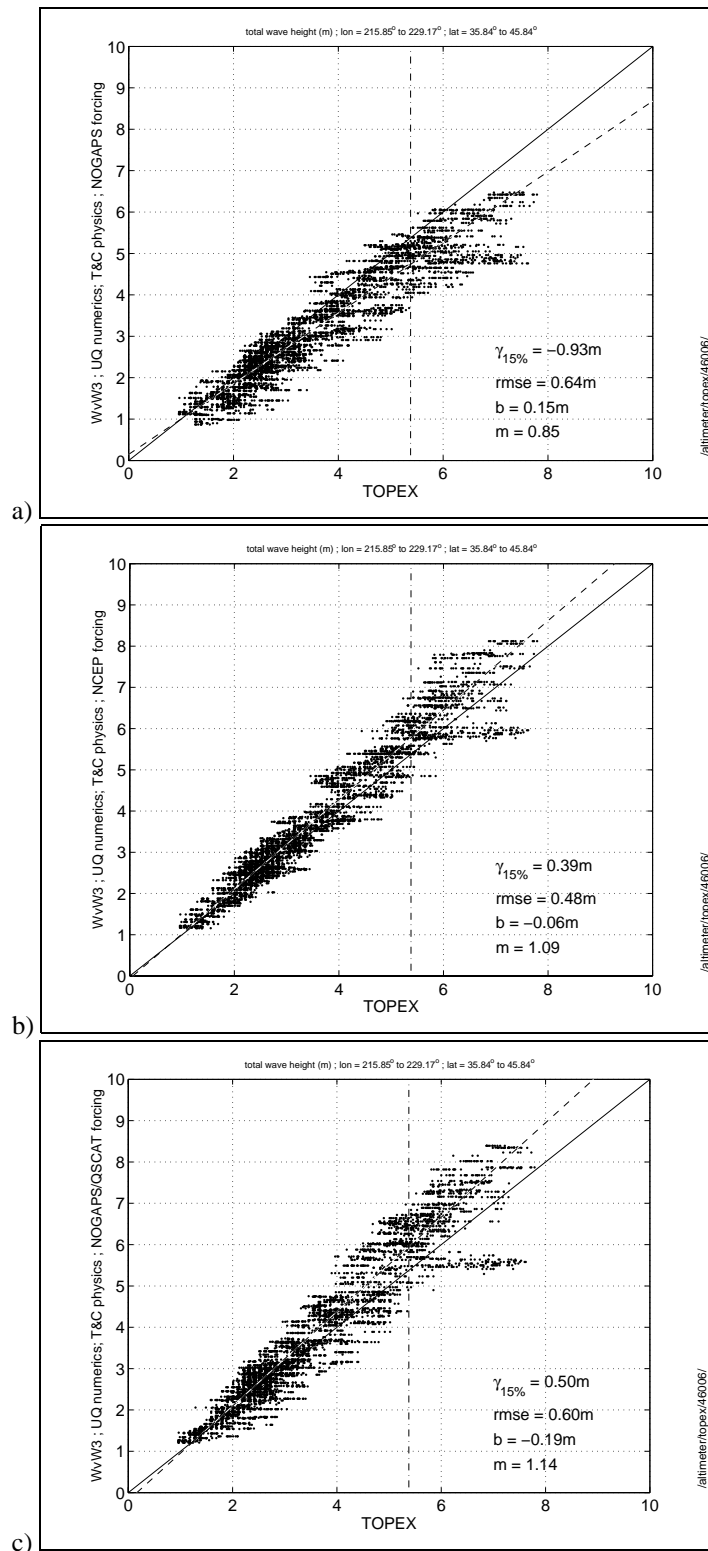 a)
total wave height (m) ; lon = 215.85° to 229.17° ; lat = 35.84° to 45.84°
WvW3 ; UQ numerics; T&C physics ; NOGAPS forcing
10
9
8
7
6
5
4
3
2
1
0
γ15% = −0.93m
rmse = 0.64m
b = 0.15m
m = 0.85
0 2 4 6 8 10
TOPEX
/altimeter/topex/46006/
b)
total wave height (m) ; lon = 215.85° to 229.17° ; lat = 35.84° to 45.84°
WvW3 ; UQ numerics; T&C physics ; NCEP forcing
10
9
8
7
6
5
4
3
2
1
0
γ15% = 0.39m
rmse = 0.48m
b = −0.06m
m = 1.09
0 2 4 6 8 10
TOPEX
/altimeter/topex/46006/
c)
total wave height (m) ; lon = 215.85° to 229.17° ; lat = 35.84° to 45.84°
WvW3 ; UQ numerics; T&C physics ; NOGAPS/QSCAT forcing
10
9
8
7
6
5
4
3
2
1
0
γ15% = 0.50m
rmse = 0.60m
b = −0.19m
m = 1.14
0 2 4 6 8 10
TOPEX
/altimeter/topex/46006/